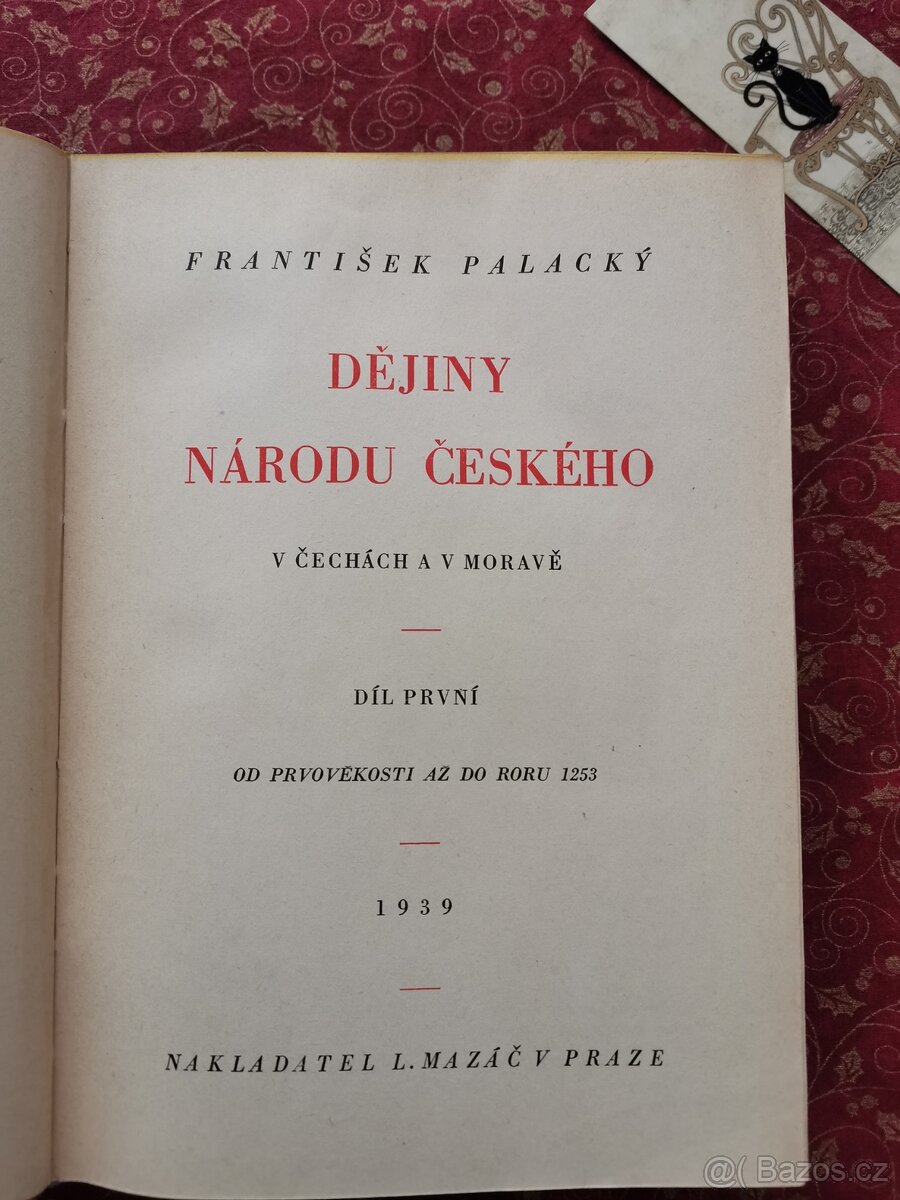 FRANTIŠEK PALACKÝ
DĚJINY
NÁRODU ČESKÉHO
V ČECHÁCH A V MORAVĚ
DÍL PRVNÍ
OD PRVOVĚKOSTI AŽ DO RORU 1253
1939
NAKLADATEL L. MAZÁČ V PRAZE
@( Bazoš.cz